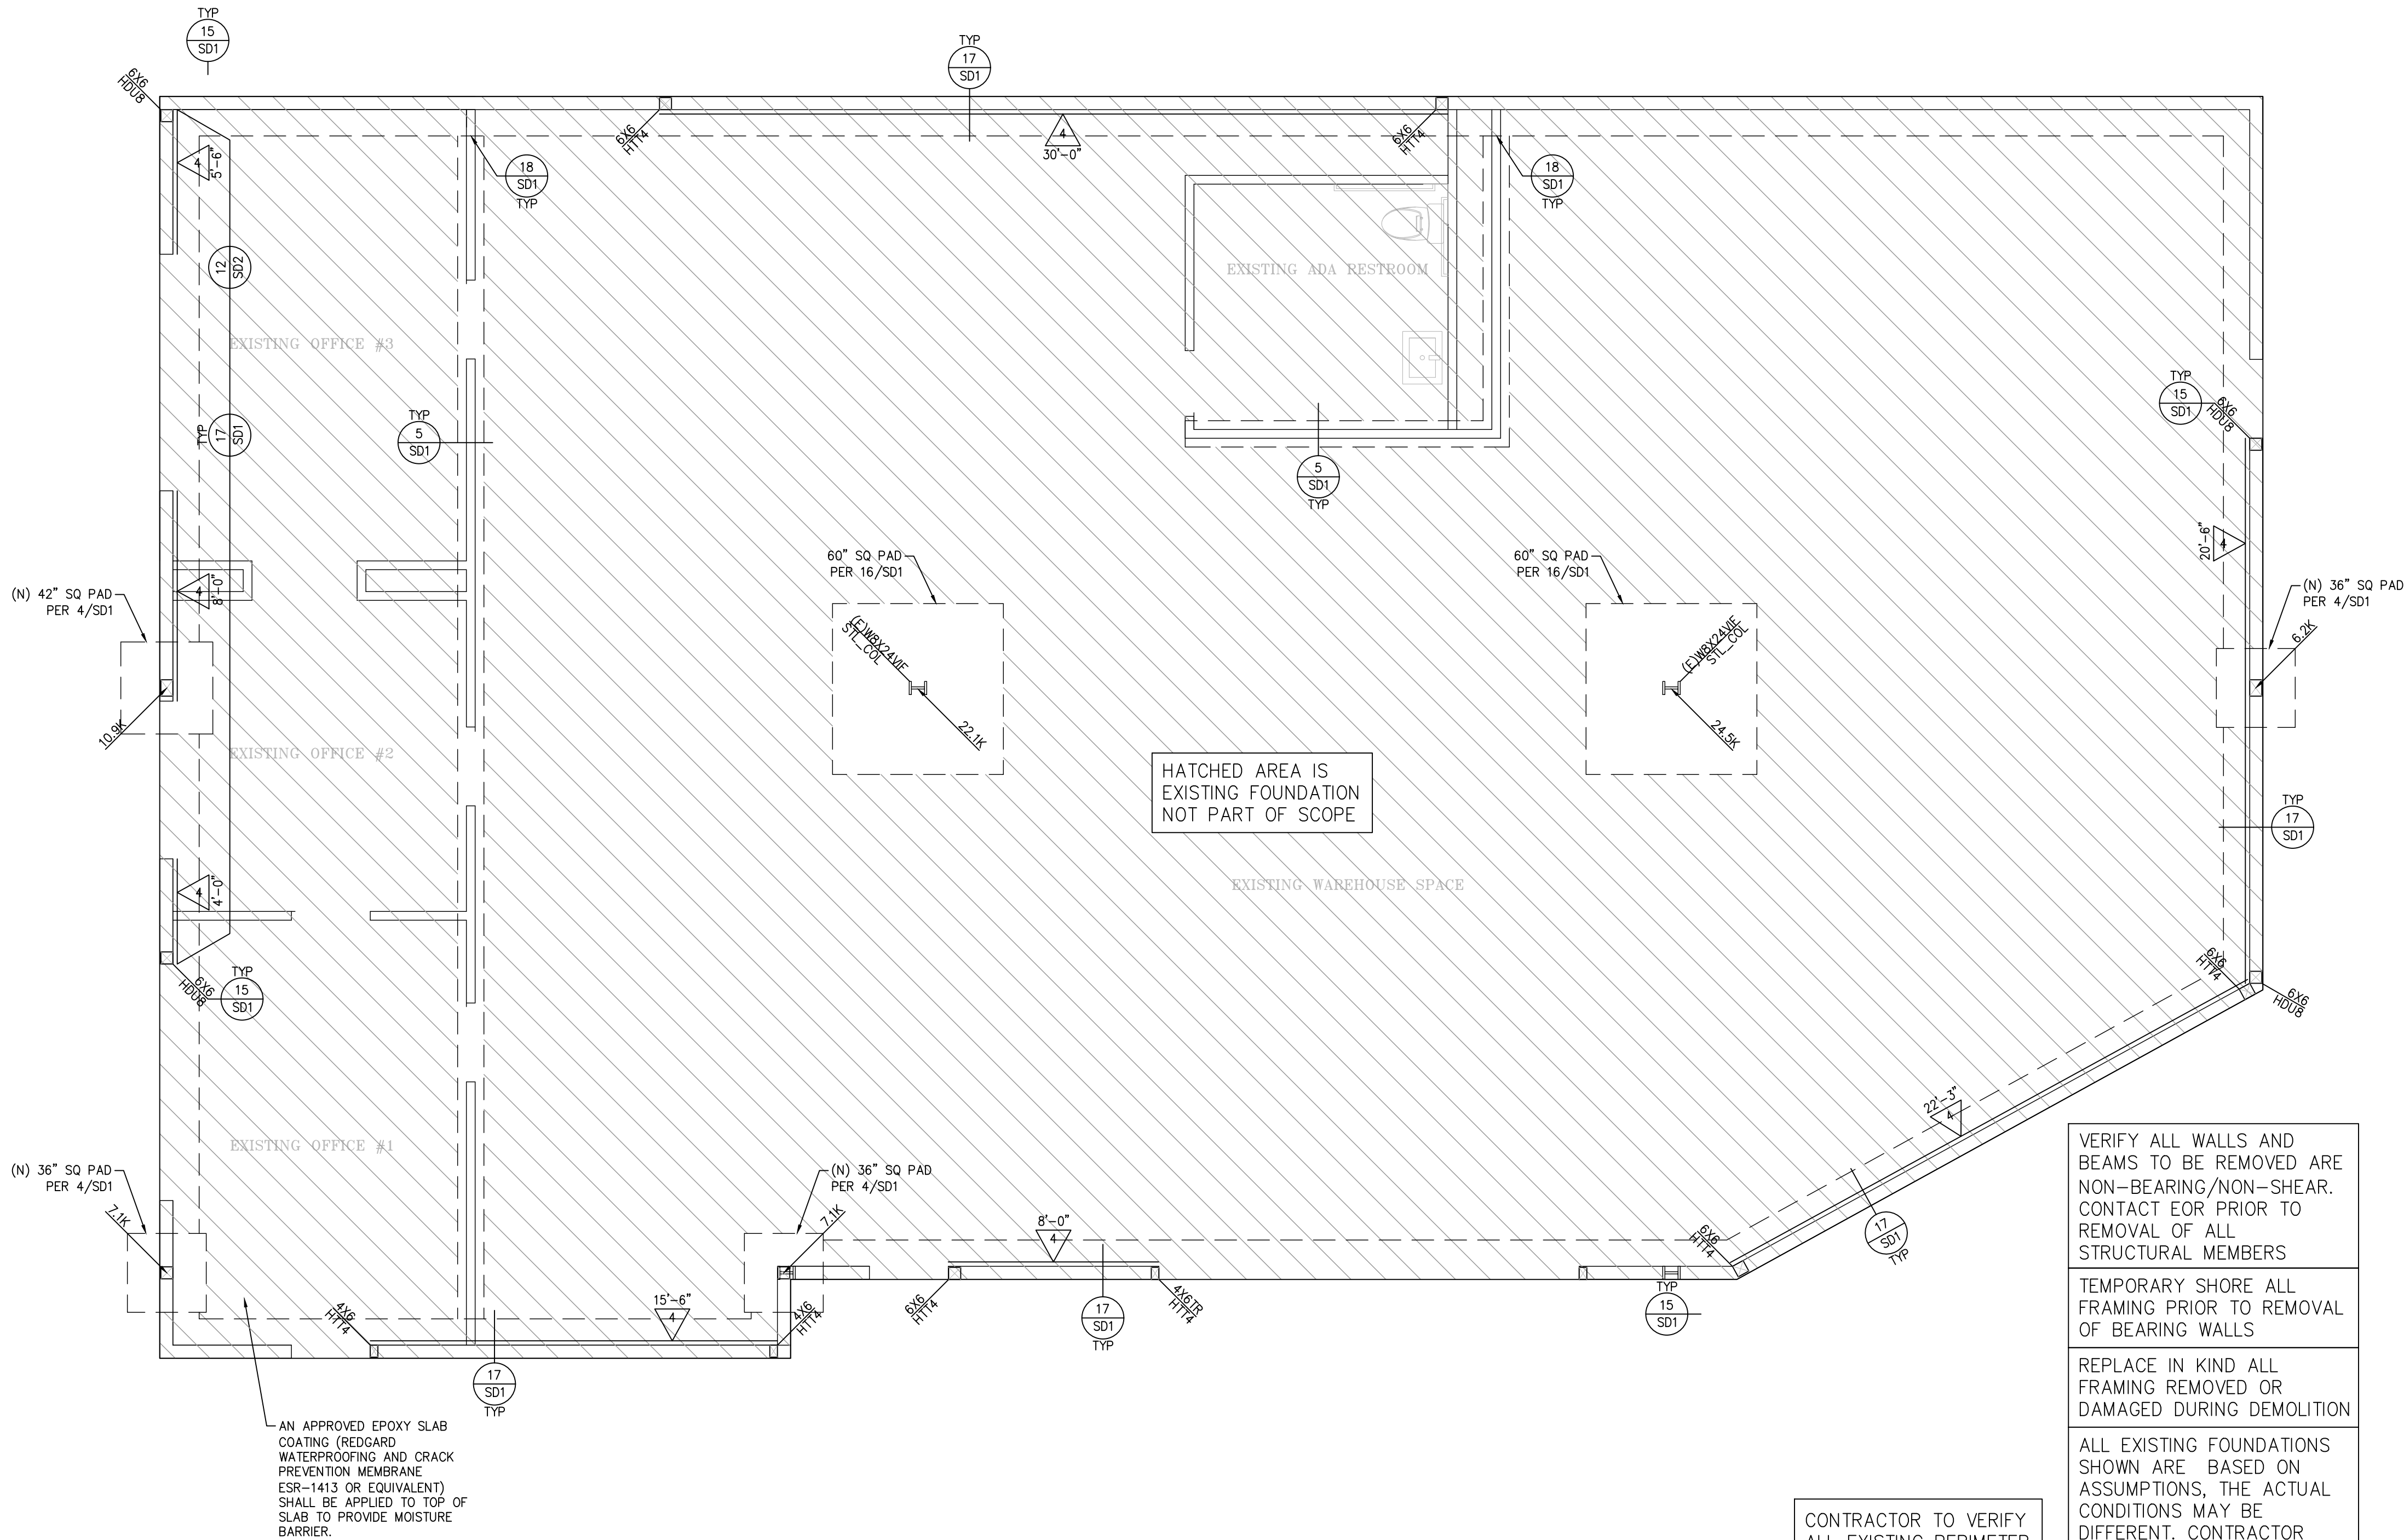 TYP
15
SD1
TYP
17
SD1
6X6
HDU8
6X6
HTT4
4
30'-0"
6X6
HTT4
4
5'-6"
18
SD1
TYP
18
SD1
TYP
12
SD2
EXISTING ADA RESTROOM
EXISTING OFFICE #3
TYP
17
SD1
TYP
5
SD1
5
SD1
TYP
TYP
15
SD1
6X6
HDU8
4
20'-6"
60" SQ PAD
PER 16/SD1
60" SQ PAD
PER 16/SD1
(N) 42" SQ PAD
PER 4/SD1
4
8'-0"
(N) 36" SQ PAD
PER 4/SD1
6.2K
(E)W8X24VIF
STL_COL
(E)W8X24VIF
STL_COL
10.9K
22.1K
24.5K
EXISTING OFFICE #2
HATCHED AREA IS
EXISTING FOUNDATION
NOT PART OF SCOPE
TYP
17
SD1
4
4'-0"
EXISTING WAREHOUSE SPACE
6X6
HDU8
TYP
15
SD1
6X6
HTT4
6X6
HDU8
22'-3"
4
EXISTING OFFICE #1
(N) 36" SQ PAD
PER 4/SD1
7.1K
(N) 36" SQ PAD
PER 4/SD1
7.1K
8'-0"
4
17
SD1
TYP
6X6
HTT4
4X6
HTT4
15'-6"
4
4X6
HTT4
6X6
HTT4
17
SD1
TYP
4X6TR
HTT4
TYP
15
SD1
17
SD1
TYP
AN APPROVED EPOXY SLAB
COATING (REDGARD
WATERPROOFING AND CRACK
PREVENTION MEMBRANE
ESR-1413 OR EQUIVALENT)
SHALL BE APPLIED TO TOP OF
SLAB TO PROVIDE MOISTURE
BARRIER.
VERIFY ALL WALLS AND
BEAMS TO BE REMOVED ARE
NON-BEARING/NON-SHEAR.
CONTACT EOR PRIOR TO
REMOVAL OF ALL
STRUCTURAL MEMBERS
TEMPORARY SHORE ALL
FRAMING PRIOR TO REMOVAL
OF BEARING WALLS
REPLACE IN KIND ALL
FRAMING REMOVED OR
DAMAGED DURING DEMOLITION
ALL EXISTING FOUNDATIONS
SHOWN ARE BASED ON
ASSUMPTIONS, THE ACTUAL
CONDITIONS MAY BE
DIFFERENT. CONTRACTOR
CONTRACTOR TO VERIFY
ALL EXISTING PERIMETER